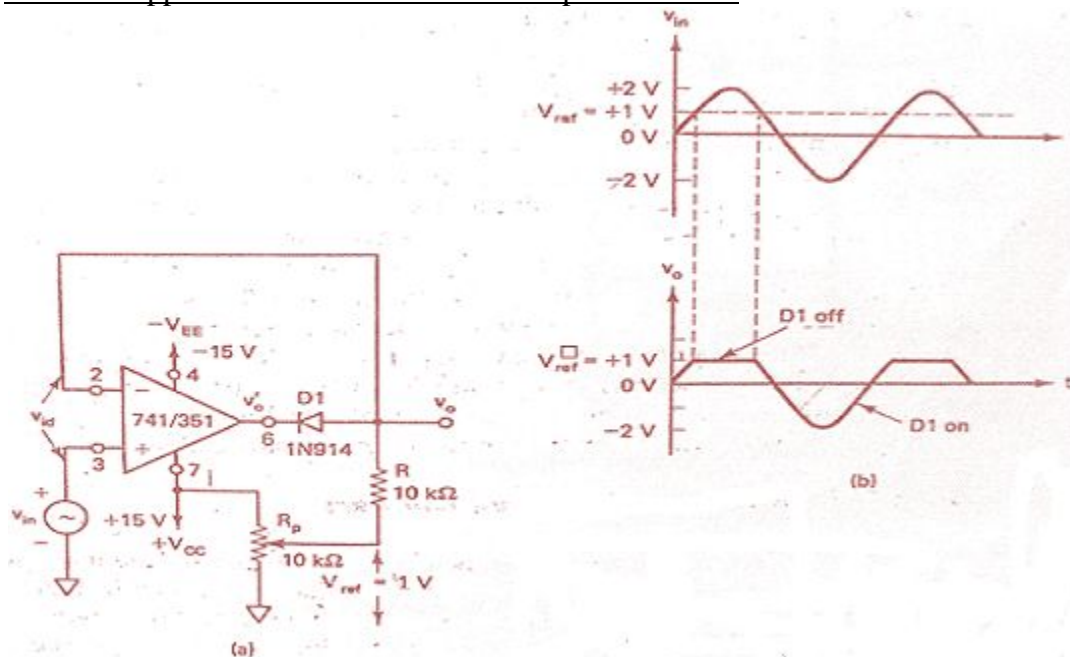 v_in
+2 V
V_ref = +1 V
0 V
−2 V
v_o
D1 off
V_ref □ = +1 V
0 V
t
−2 V
D1 on
(b)
−V_EE
−15 V
2
−
4
741/351
v_o'
D1
v_o
v_id
6
1N914
3
+
7
R
10 kΩ
+
v_in
~
−
+15 V
+V_CC
R_p
10 kΩ
V_ref = 1 V
(a)